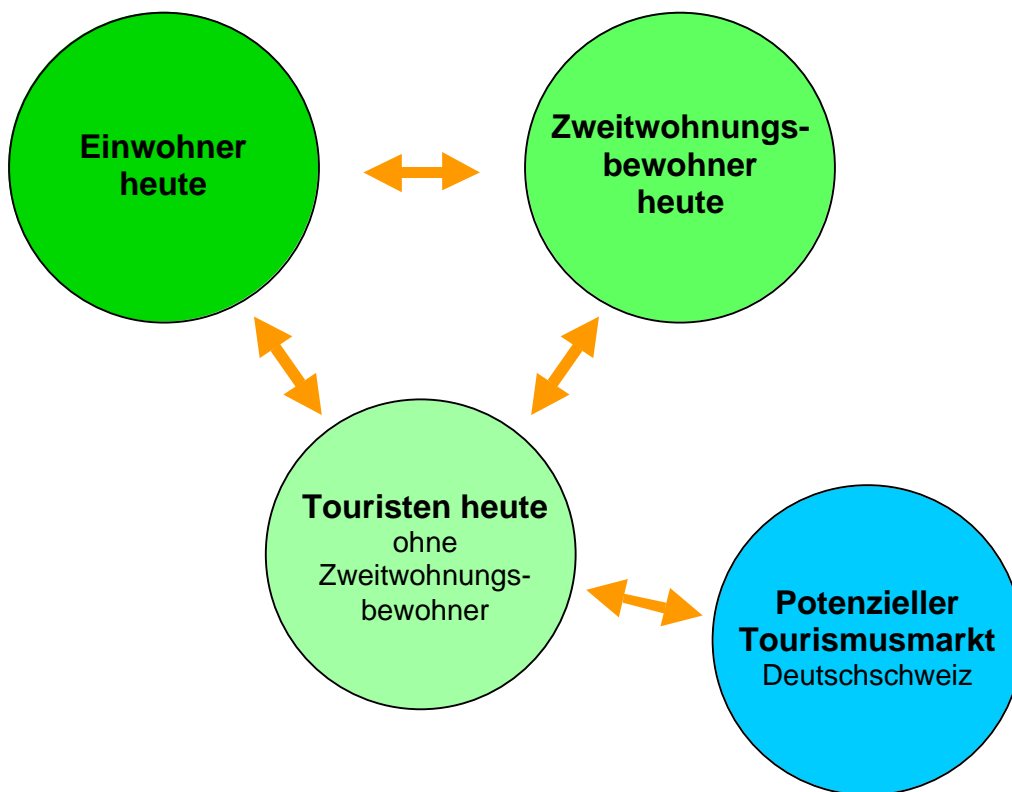 Einwohner
heute
Zweitwohnungs-
bewohner
heute
Touristen heute
ohne
Zweitwohnungs-
bewohner
Potenzieller
Tourismusmarkt
Deutschschweiz